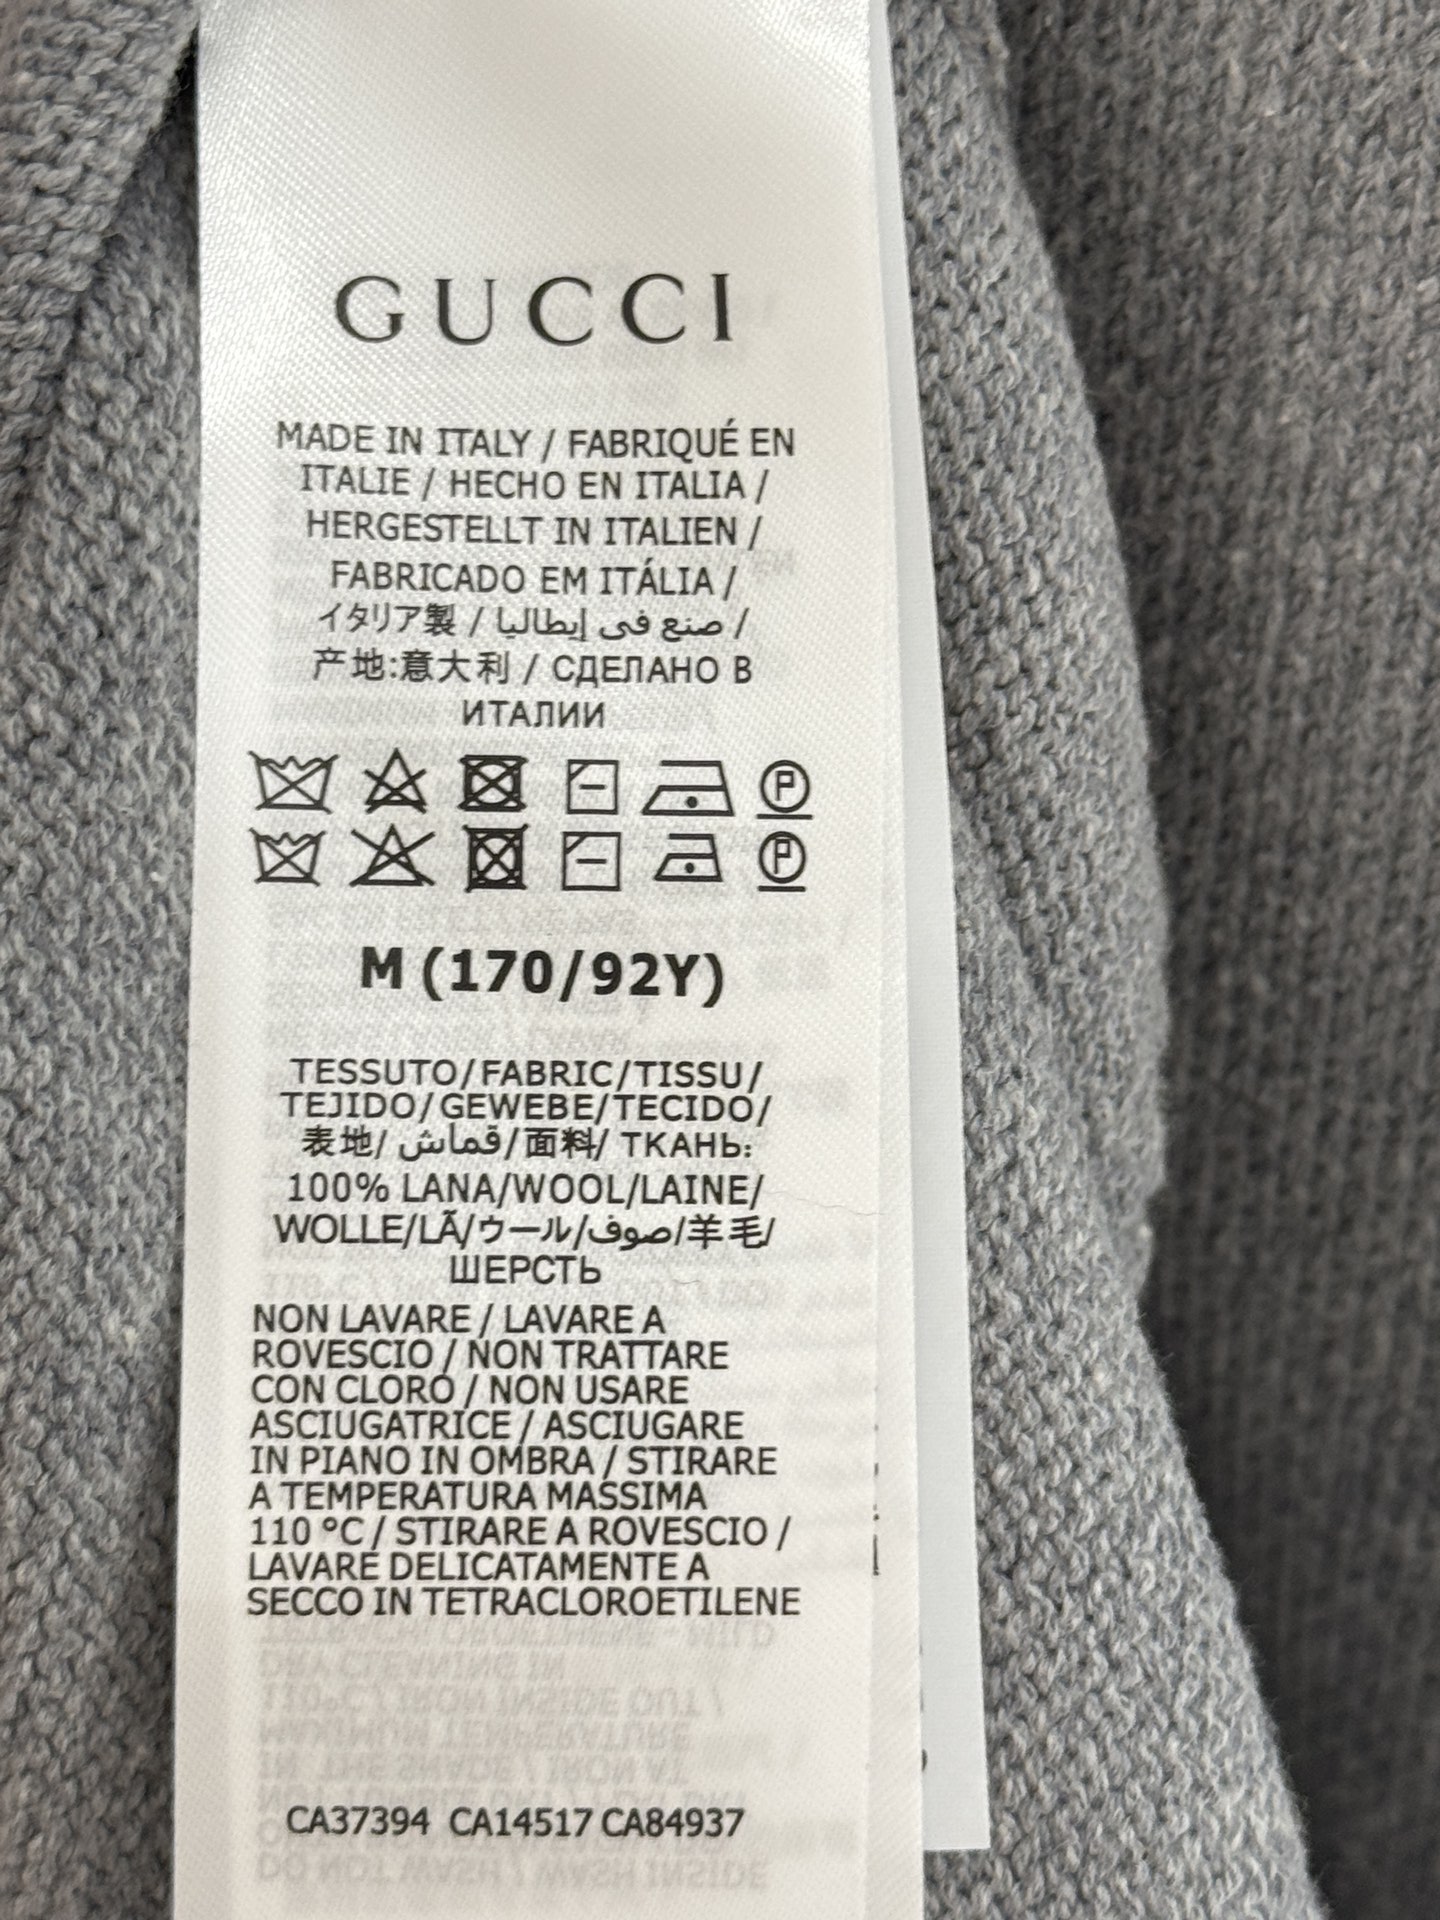 GUCCI
MADE IN ITALY / FABRIQUÉ EN
ITALIE / HECHO EN ITALIA /
HERGESTELLT IN ITALIEN /
FABRICADO EM ITÁLIA /
イタリア製 / صنع في إيطاليا /
产地:意大利 / СДЕЛАНО В
ИТАЛИИ
P
P
M (170/92Y)
TESSUTO/FABRIC/TISSU/
TEJIDO/GEWEBE/TECIDO/
表地/ قماش/面料/ ТКАНЬ:
100% LANA/WOOL/LAINE/
WOLLE/LÃ/ウール/صوف/羊毛/
ШЕРСТЬ
NON LAVARE / LAVARE A
ROVESCIO / NON TRATTARE
CON CLORO / NON USARE
ASCIUGATRICE / ASCIUGARE
IN PIANO IN OMBRA / STIRARE
A TEMPERATURA MASSIMA
110 °C / STIRARE A ROVESCIO /
LAVARE DELICATAMENTE A
SECCO IN TETRACLOROETILENE
CA37394 CA14517 CA84937